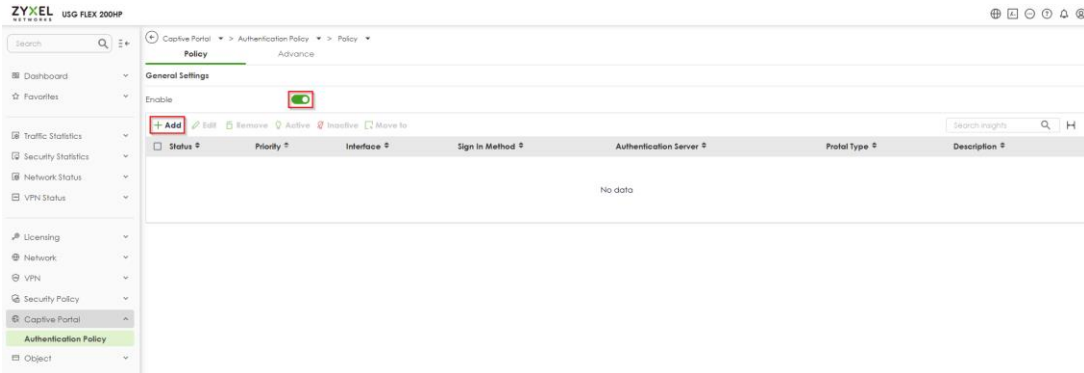 ZYXEL NETWORKS USG FLEX 200HP
Search
Captive Portal > Authentication Policy > Policy
Policy Advance
Dashboard
General Settings
Favorites
Enable
+ Add Edit Remove Active Inactive Move to Search insights
Traffic Statistics
Status Priority Interface Sign In Method Authentication Server Protal Type Description
Security Statistics
Network Status
No data
VPN Status
Licensing
Network
VPN
Security Policy
Captive Portal
Authentication Policy
Object